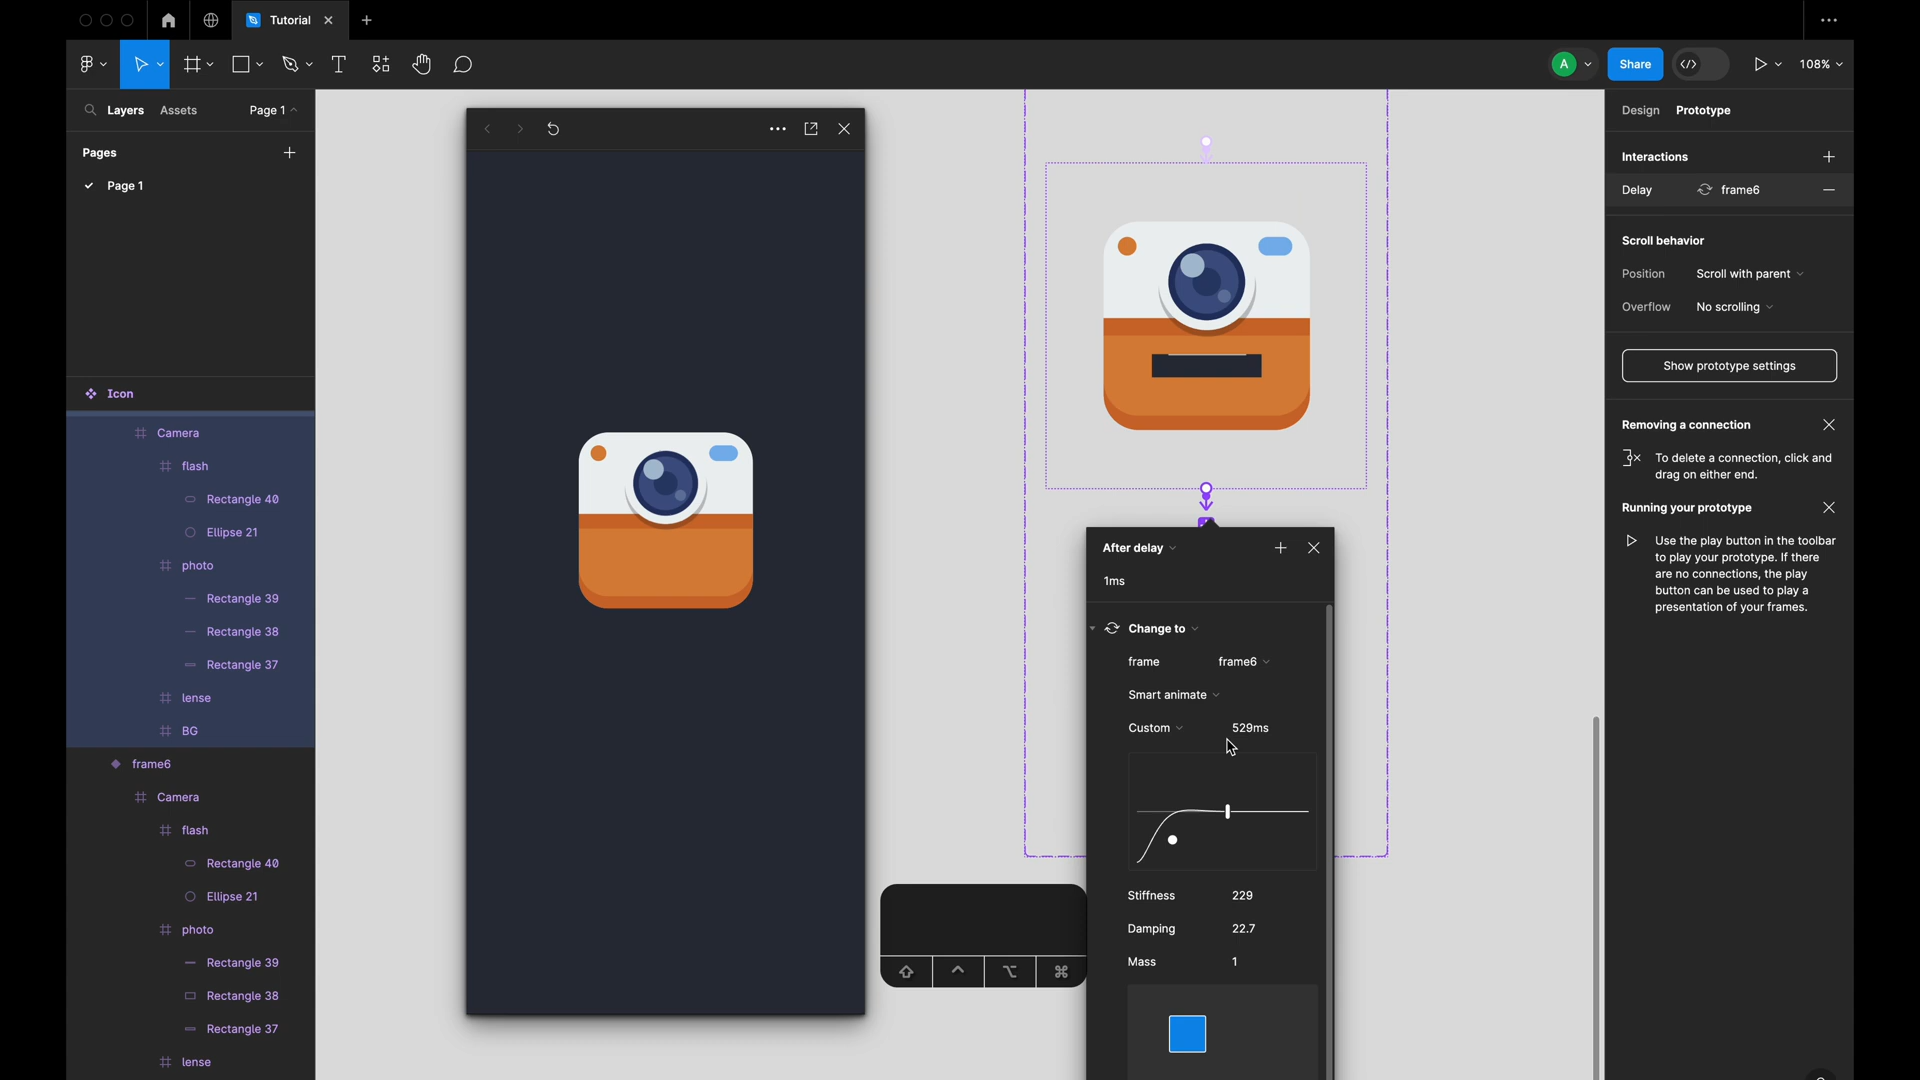 Tutorial
A
Share
108%
Layers
Assets
Page 1
Pages
Page 1
Icon
Camera
flash
Rectangle 40
Ellipse 21
photo
Rectangle 39
Rectangle 38
Rectangle 37
lense
BG
frame6
Camera
flash
Rectangle 40
Ellipse 21
photo
Rectangle 39
Rectangle 38
Rectangle 37
lense
After delay
1ms
Change to
frame frame6
Smart animate
Custom 529ms
Stiffness 229
Damping 22.7
Mass 1
Design Prototype
Interactions
Delay frame6
Scroll behavior
Position Scroll with parent
Overflow No scrolling
Show prototype settings
Removing a connection
To delete a connection, click and
drag on either end.
Running your prototype
Use the play button in the toolbar
to play your prototype. If there
are no connections, the play
button can be used to play a
presentation of your frames.